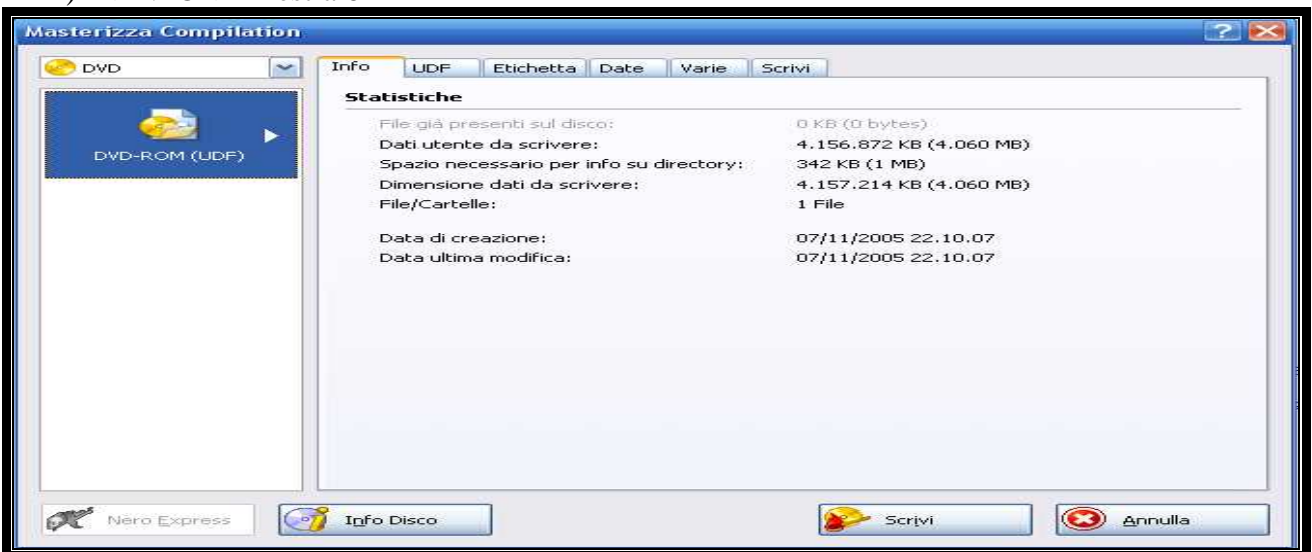 Masterizza Compilation
DVD
Info UDF Etichetta Date Varie Scrivi
DVD-ROM (UDF)
Statistiche
File già presenti sul disco: 0 KB (0 bytes)
Dati utente da scrivere: 4.156.872 KB (4.060 MB)
Spazio necessario per info su directory: 342 KB (1 MB)
Dimensione dati da scrivere: 4.157.214 KB (4.060 MB)
File/Cartelle: 1 File
Data di creazione: 07/11/2005 22.10.07
Data ultima modifica: 07/11/2005 22.10.07
Nero Express Info Disco Scrivi Annulla